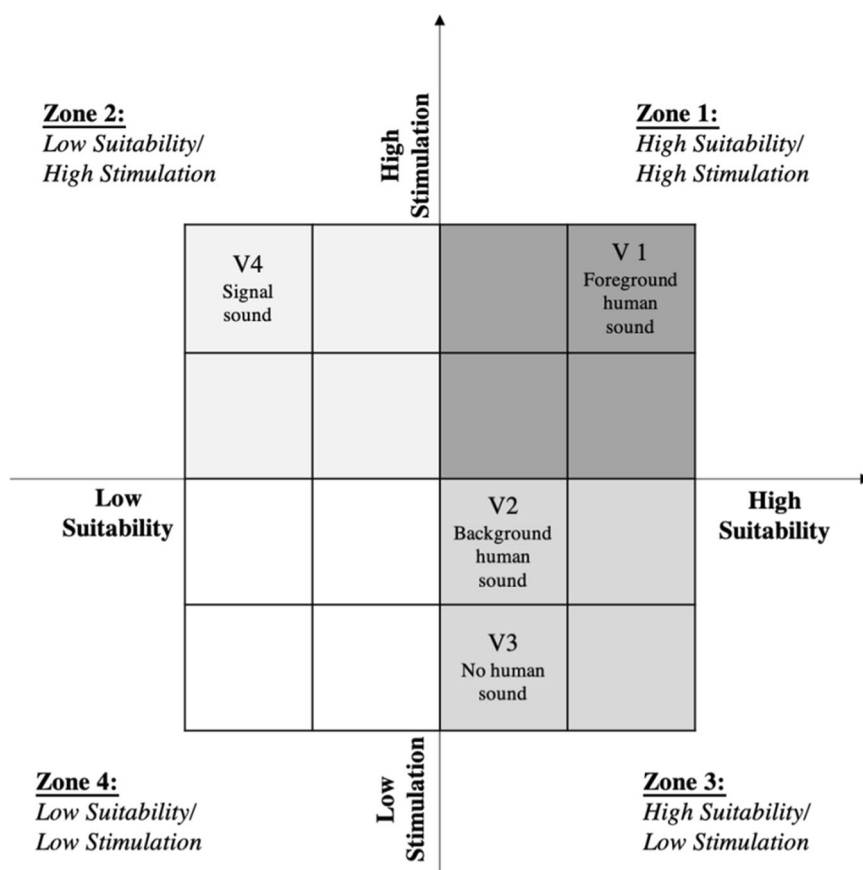 Zone 2:
Low Suitability/
High Stimulation
High
Stimulation
Zone 1:
High Suitability/
High Stimulation
V4
Signal
sound
V 1
Foreground
human
sound
Low
Suitability
V2
Background
human
sound
High
Suitability
V3
No human
sound
Zone 4:
Low Suitability/
Low Stimulation
Low
Stimulation
Zone 3:
High Suitability/
Low Stimulation